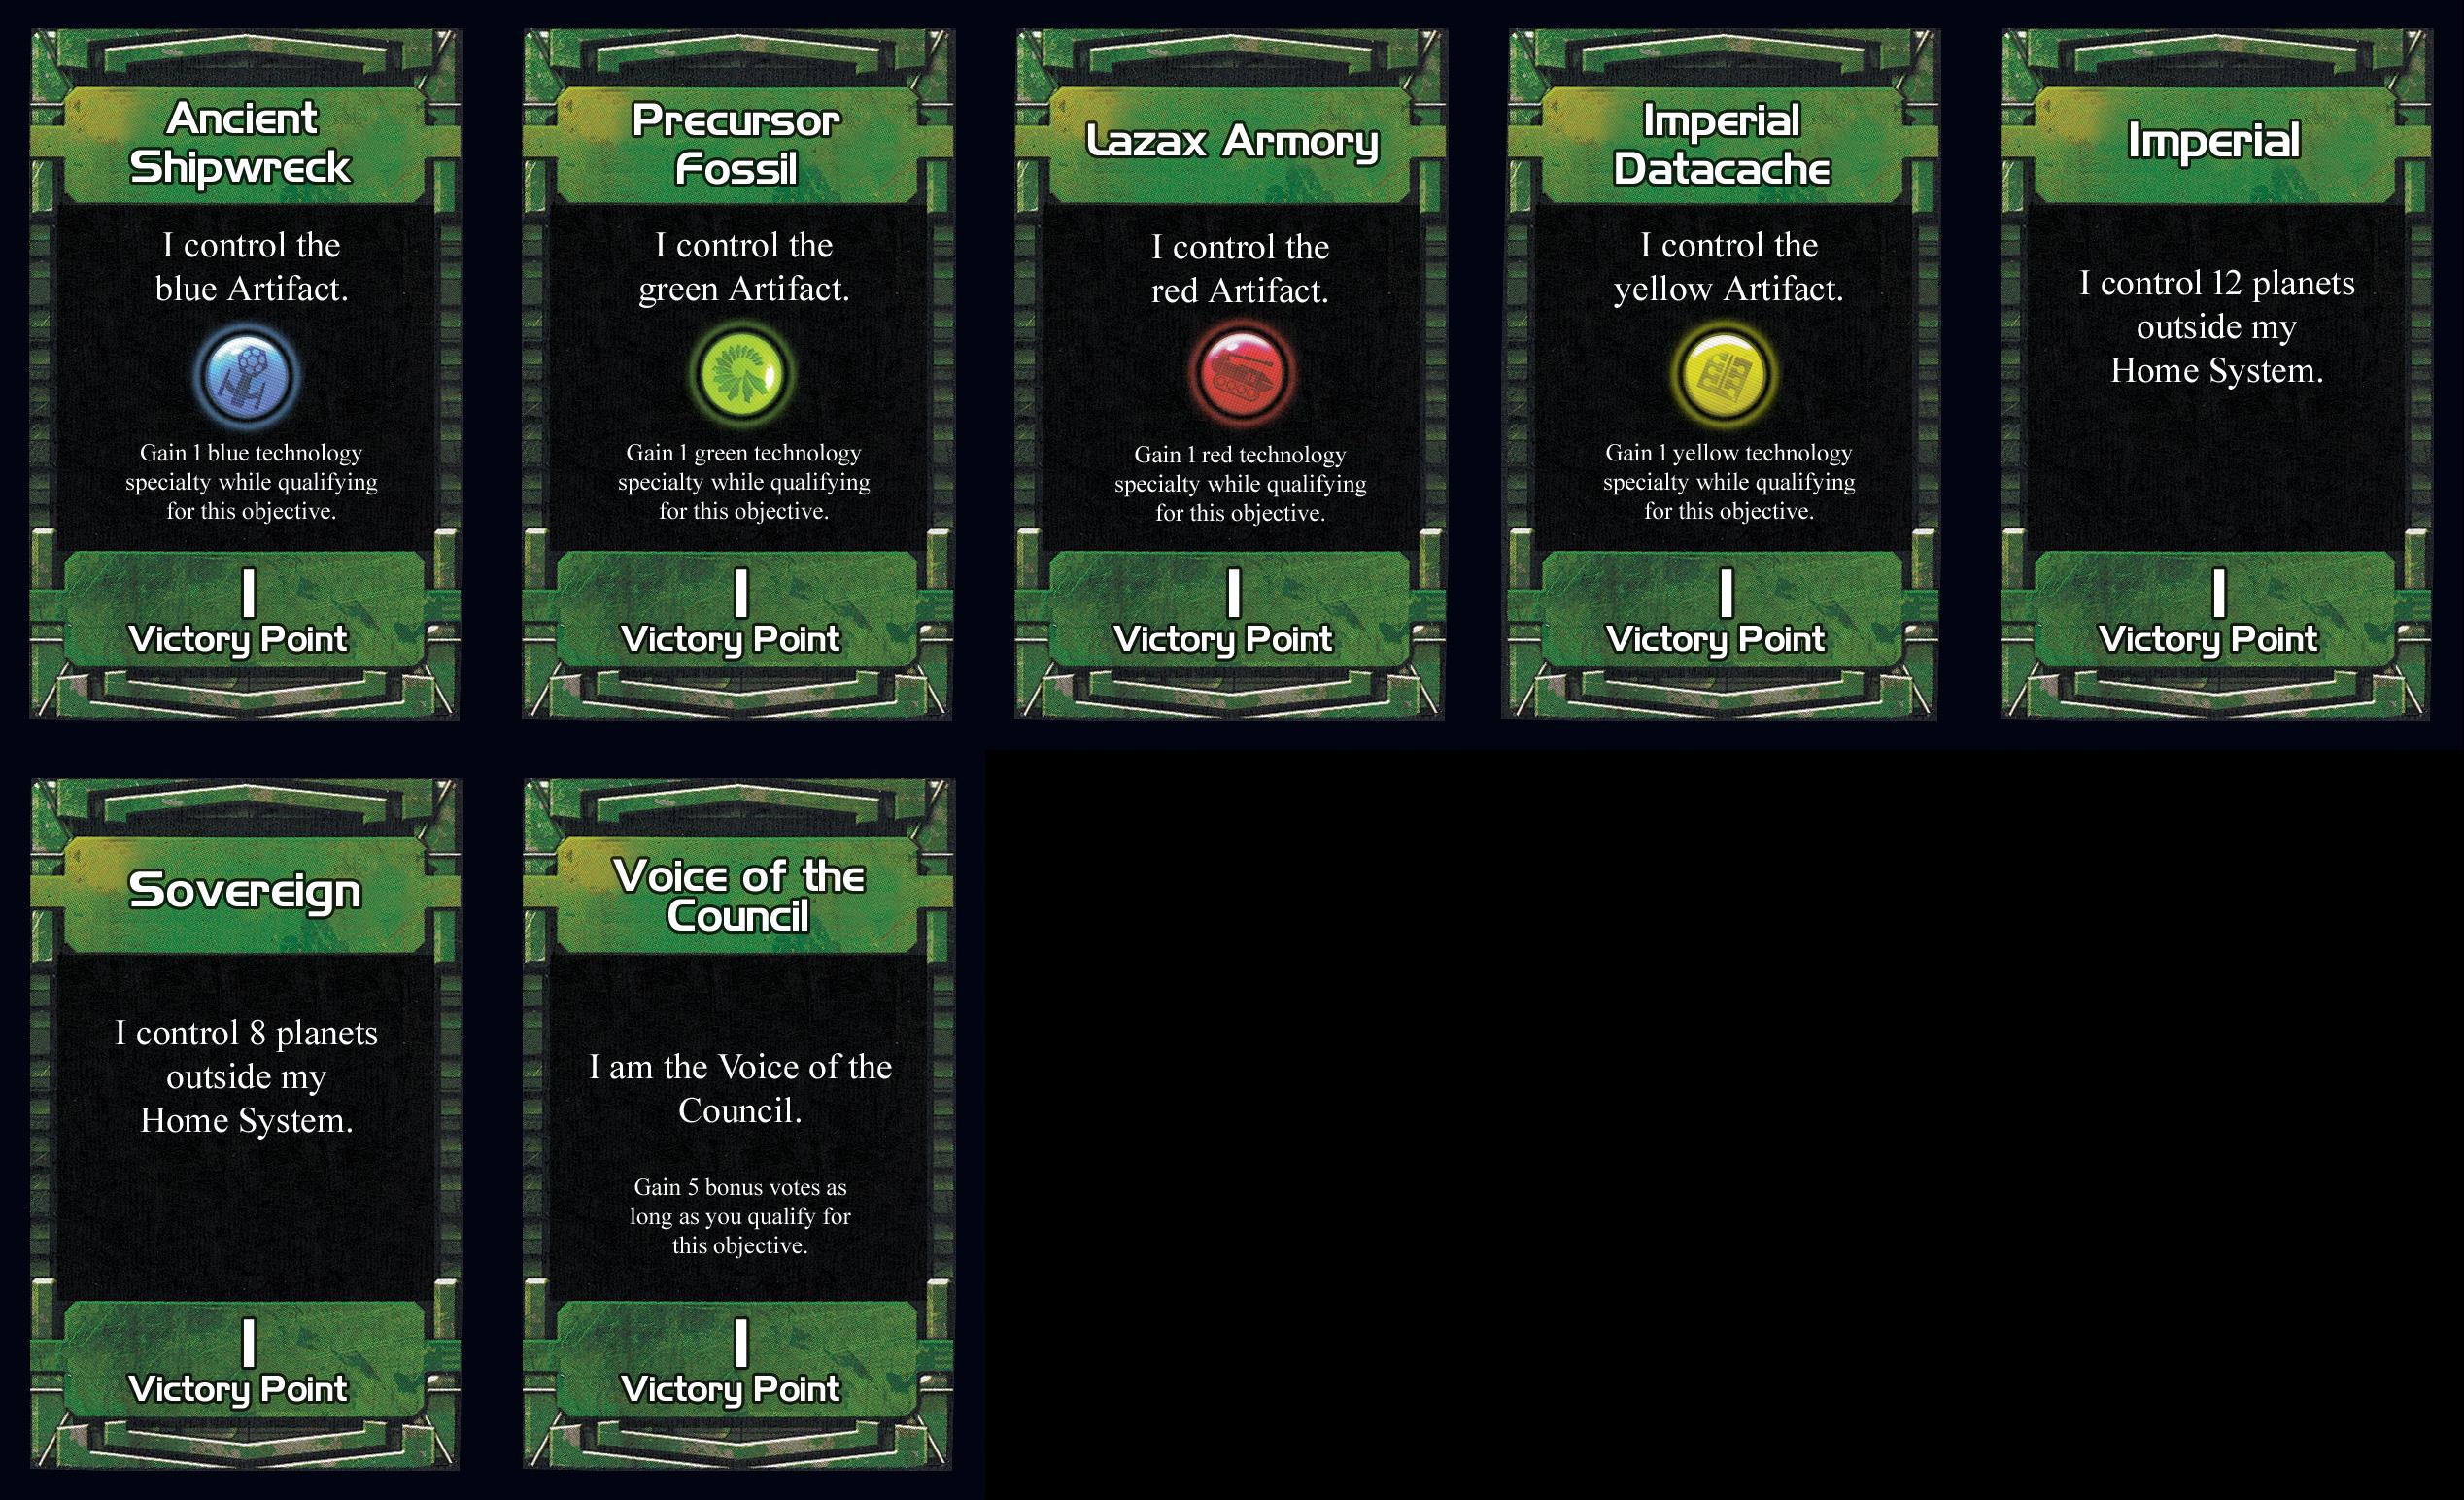 Ancient
Shipwreck
I control the
blue Artifact.
Gain 1 blue technology
specialty while qualifying
for this objective.
1
Victory Point
Precursor
Fossil
I control the
green Artifact.
Gain 1 green technology
specialty while qualifying
for this objective.
1
Victory Point
Lazax Armory
I control the
red Artifact.
Gain 1 red technology
specialty while qualifying
for this objective.
1
Victory Point
Imperial
Datacache
I control the
yellow Artifact.
Gain 1 yellow technology
specialty while qualifying
for this objective.
1
Victory Point
Imperial
I control 12 planets
outside my
Home System.
1
Victory Point
Sovereign
I control 8 planets
outside my
Home System.
1
Victory Point
Voice of the
Council
I am the Voice of the
Council.
Gain 5 bonus votes as
long as you qualify for
this objective.
1
Victory Point